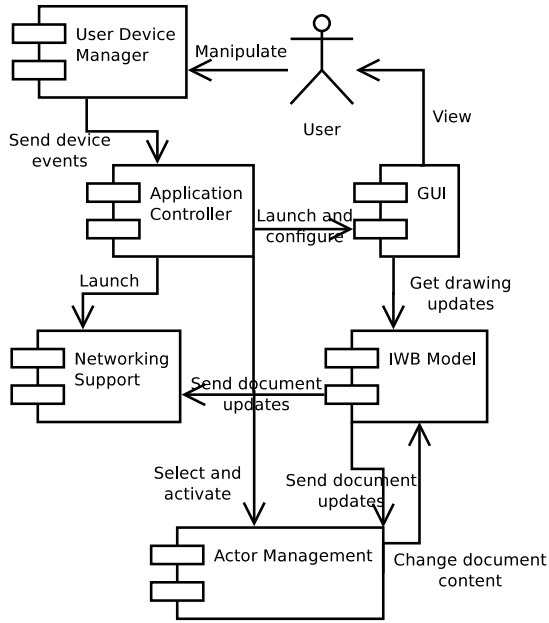 User Device
Manager
Manipulate
User
View
Send device
events
Application
Controller
GUI
Launch and
configure
Launch
Get drawing
updates
Networking
Support
IWB Model
Send document
updates
Select and
activate
Send document
updates
Actor Management
Change document
content